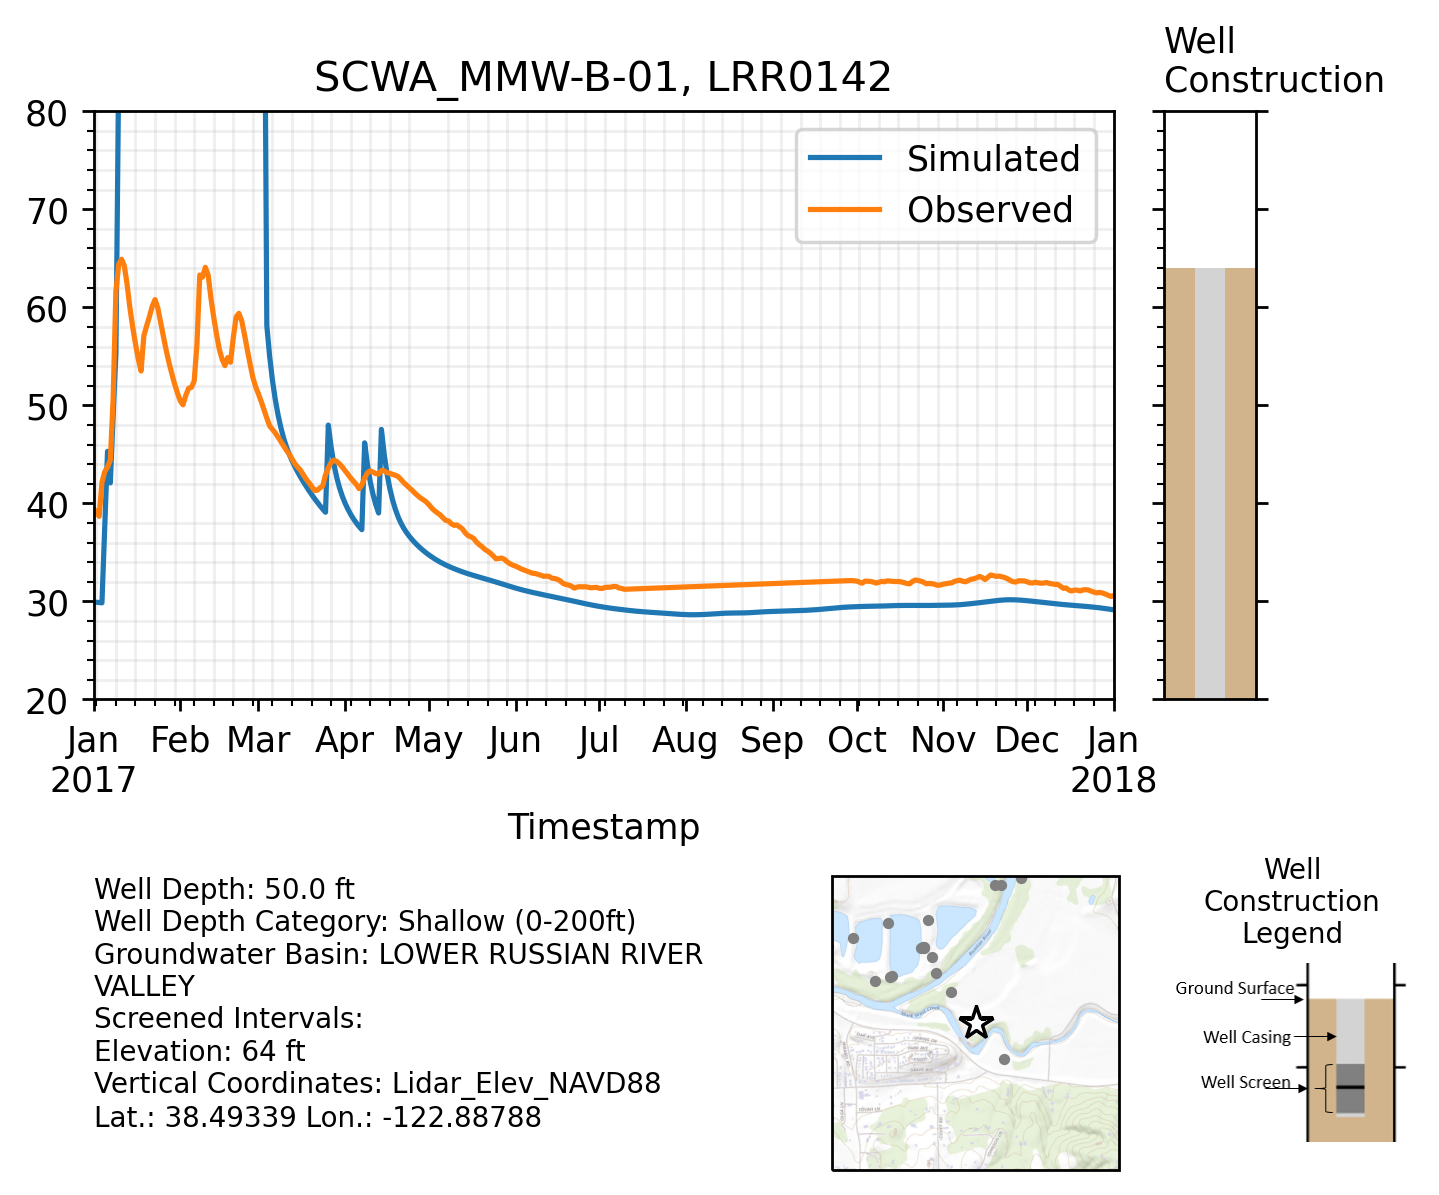 SCWA_MMW-B-01, LRR0142
Well
Construction
80
70
60
50
40
30
20
Simulated
Observed
Jan
2017
Feb
Mar
Apr
May
Jun
Jul
Aug
Sep
Oct
Nov
Dec
Jan
2018
Timestamp
Well Depth: 50.0 ft
Well Depth Category: Shallow (0-200ft)
Groundwater Basin: LOWER RUSSIAN RIVER
VALLEY
Screened Intervals:
Elevation: 64 ft
Vertical Coordinates: Lidar_Elev_NAVD88
Lat.: 38.49339 Lon.: -122.88788
Well
Construction
Legend
Ground Surface
Well Casing
Well Screen